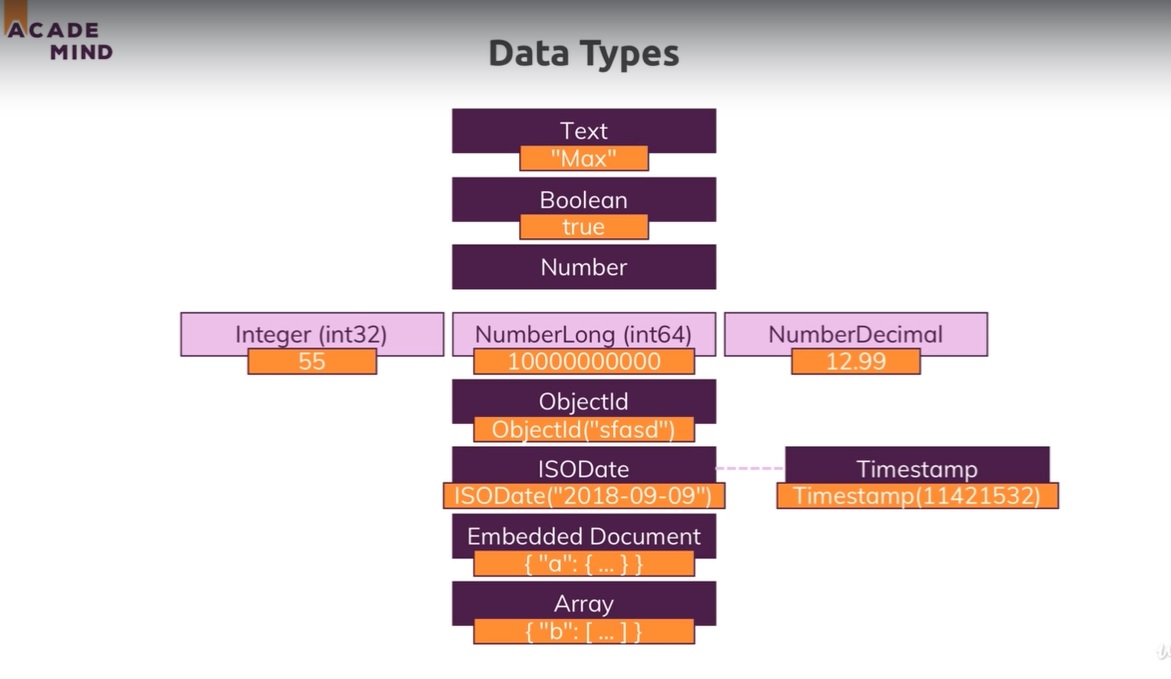 ACADE
MIND
Data Types
Text
"Max"
Boolean
true
Number
Integer (int32)
55
NumberLong (int64)
10000000000
NumberDecimal
12.99
ObjectId
ObjectId("sfasd")
ISODate
ISODate("2018-09-09")
Timestamp
Timestamp(11421532)
Embedded Document
{ "a": { ... } }
Array
{ "b": [ ... ] }